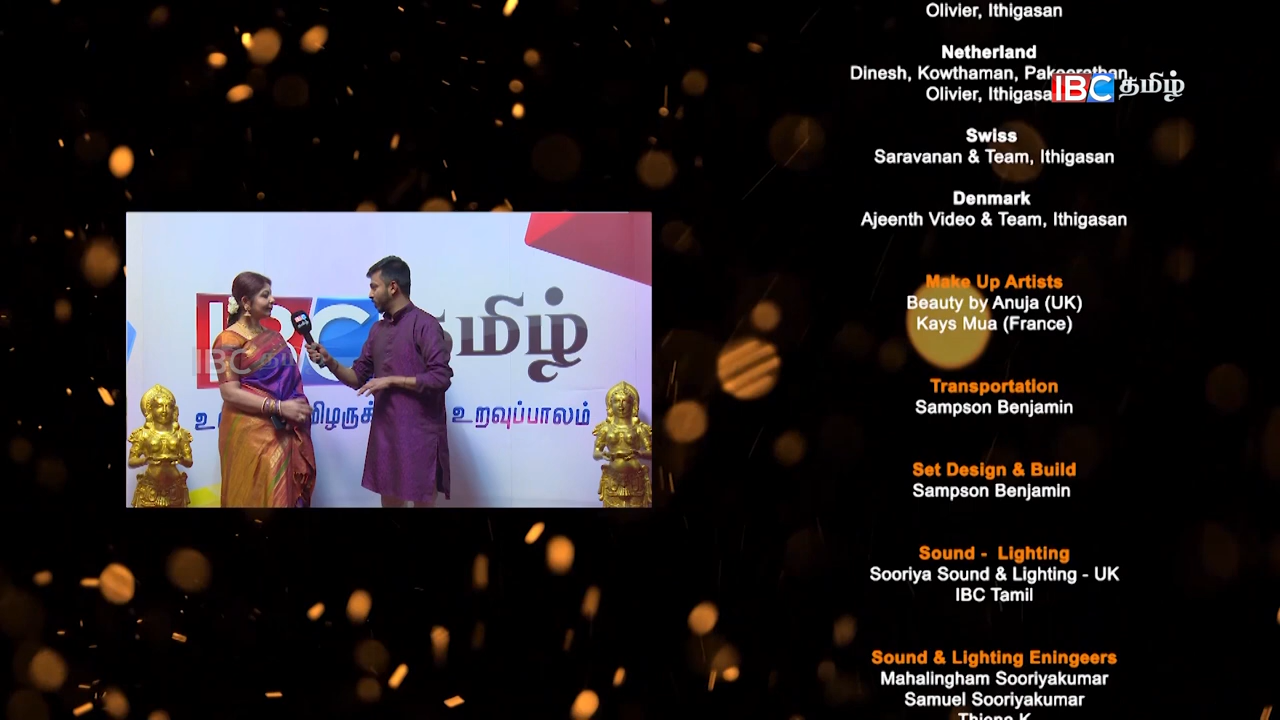 Olivier, Ithigasan
Netherland
Dinesh, Kowthaman, Pakeerathan,
Olivier, Ithigasan
IBC தமிழ்
Swiss
Saravanan & Team, Ithigasan
Denmark
Ajeenth Video & Team, Ithigasan
Make Up Artists
Beauty by Anuja (UK)
Kays Mua (France)
Transportation
Sampson Benjamin
Set Design & Build
Sampson Benjamin
Sound - Lighting
Sooriya Sound & Lighting - UK
IBC Tamil
Sound & Lighting Eningeers
Mahalingham Sooriyakumar
Samuel Sooriyakumar
IBC தமிழ்
IBC தமிழ்
உறவுப்பாலம்